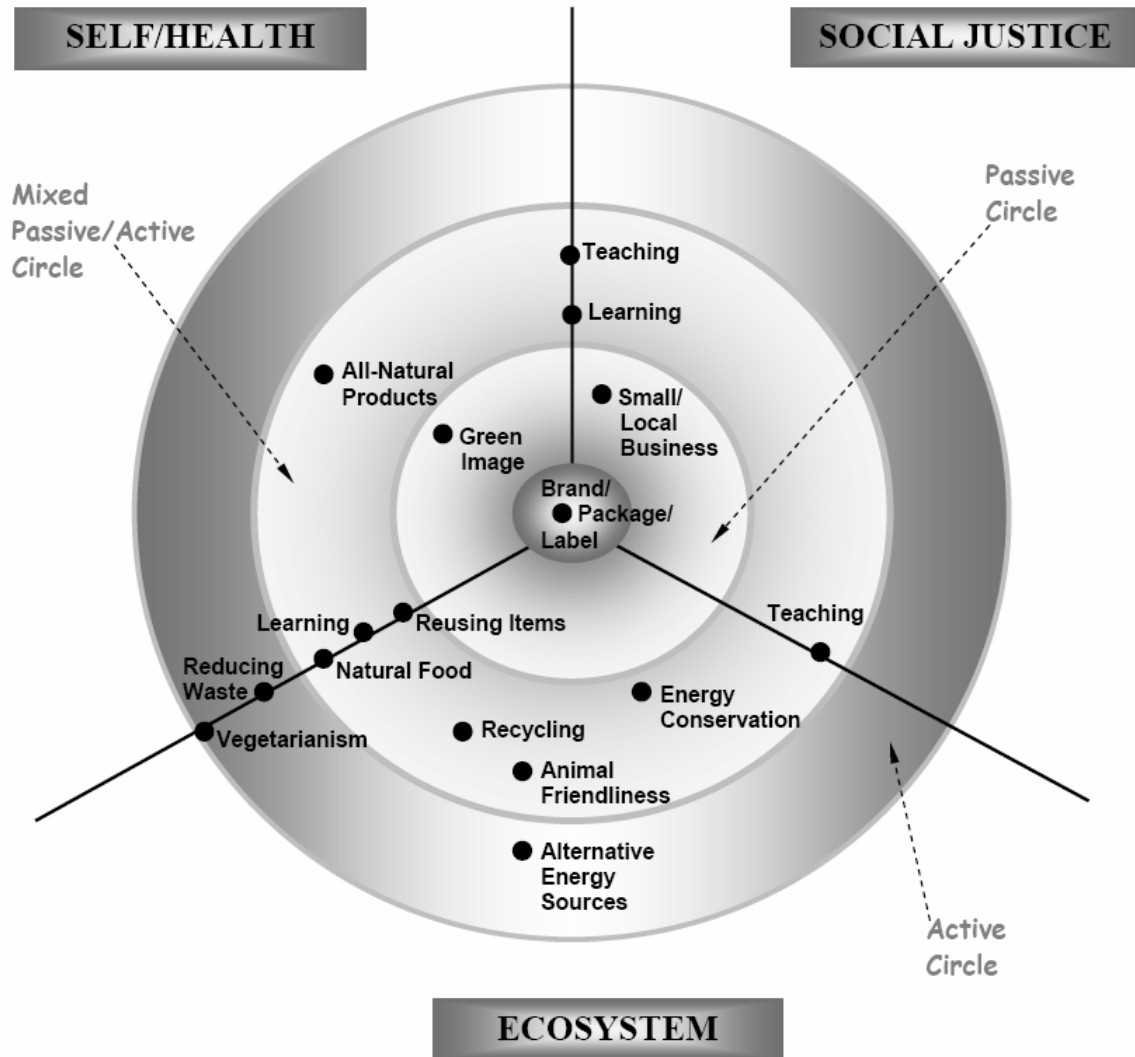 SELF/HEALTH
SOCIAL JUSTICE
Mixed
Passive/Active
Circle
Passive
Circle
Teaching
Learning
All-Natural
Products
Green
Image
Small/
Local
Business
Brand/
Package/
Label
Learning
Reusing Items
Reducing
Waste
Natural Food
Vegetarianism
Teaching
Energy
Conservation
Recycling
Animal
Friendliness
Alternative
Energy
Sources
Active
Circle
ECOSYSTEM